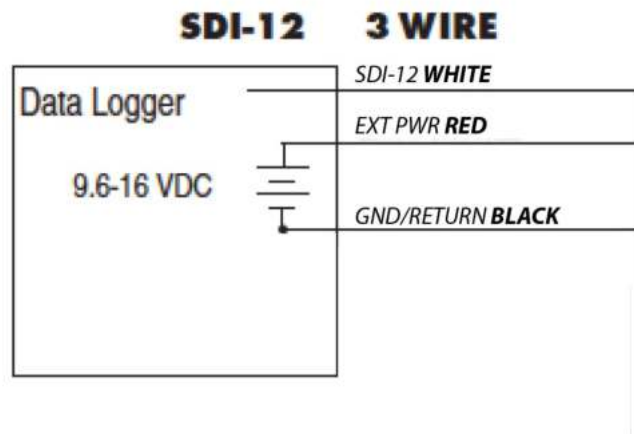 SDI-12 3 WIRE
SDI-12 WHITE
Data Logger
EXT PWR RED
9.6-16 VDC
GND/RETURN BLACK